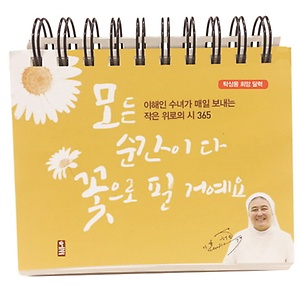 탁상용 희망 달력
이해인 수녀가 매일 보내는
작은 위로의 시 365
모든
순간이 다
꽃으로 필 거예요